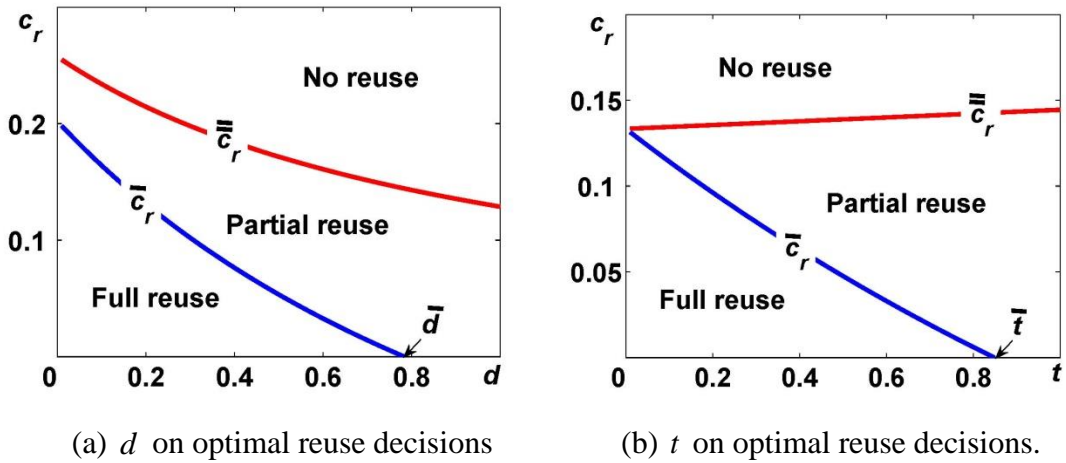 c_r
No reuse
0.2
c̿_r
c̄_r
Partial reuse
0.1
Full reuse
d̄
0 0.2 0.4 0.6 0.8 d
(a) d on optimal reuse decisions
c_r
No reuse
0.15
c̿_r
0.1
Partial reuse
c̄_r
0.05
Full reuse
t̄
0 0.2 0.4 0.6 0.8 t
(b) t on optimal reuse decisions.